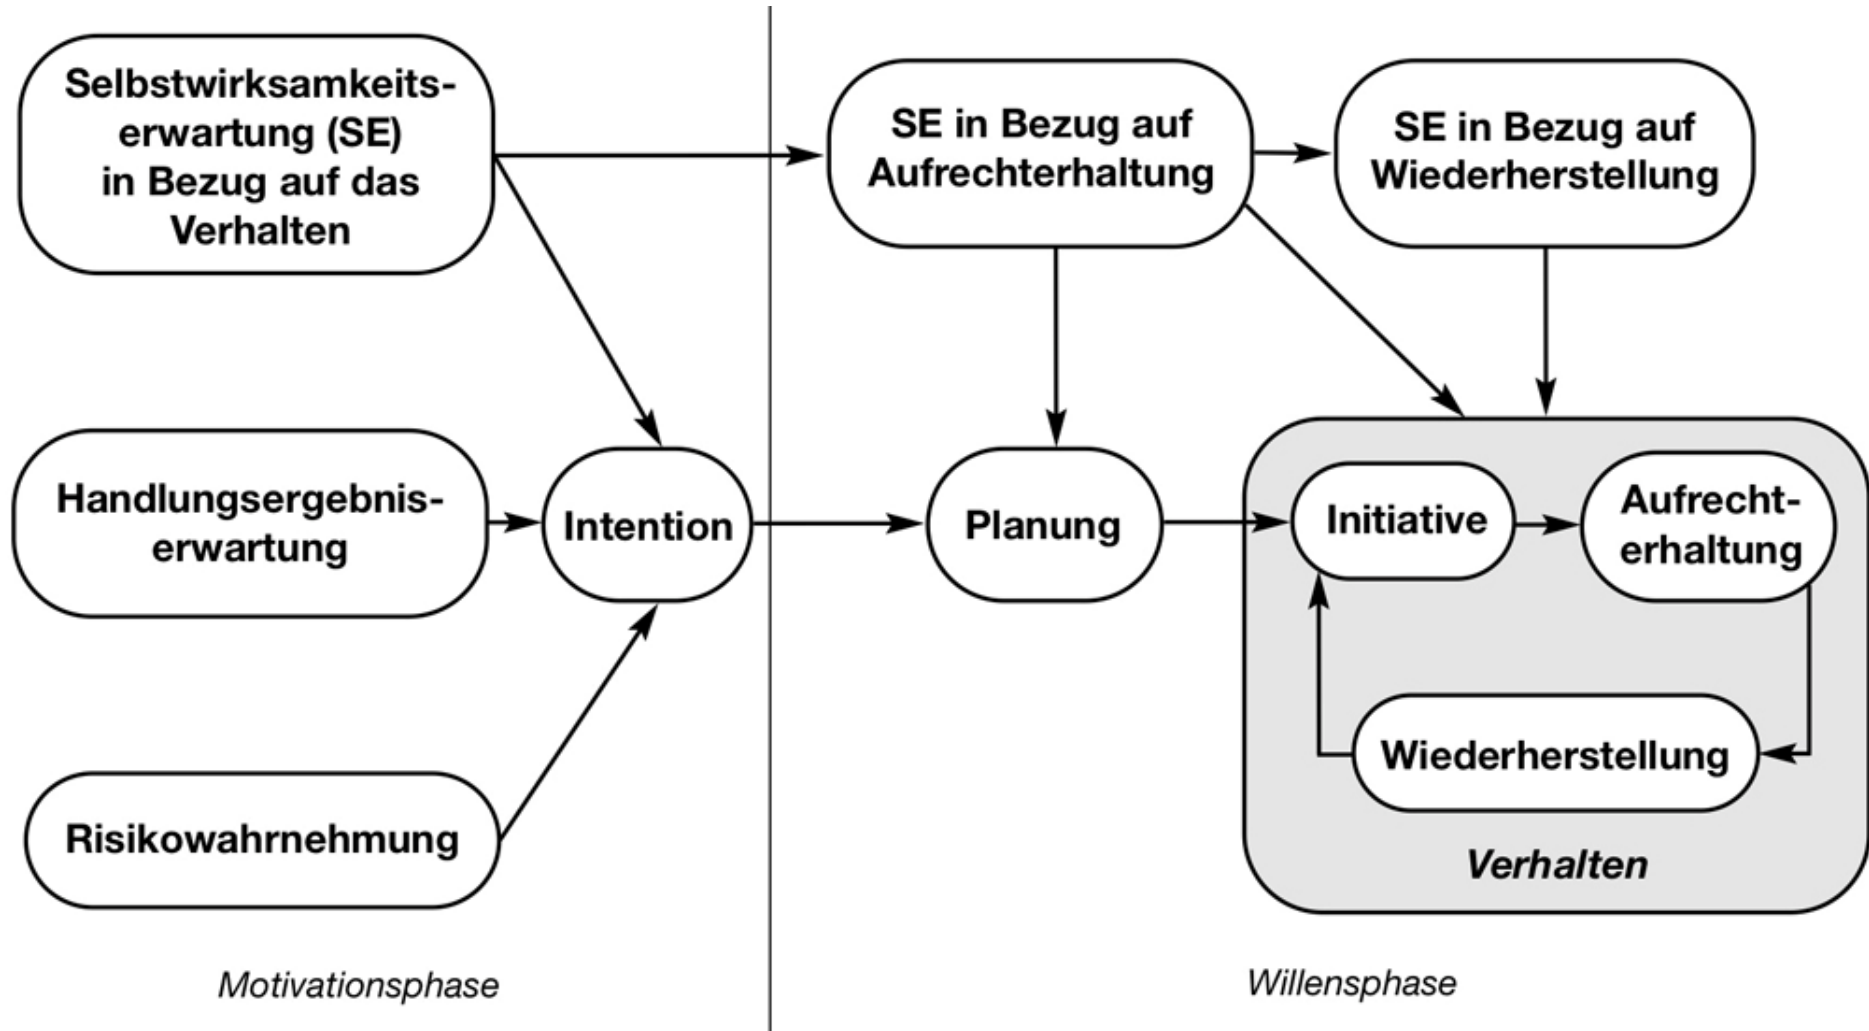 Selbstwirksamkeits-
erwartung (SE)
in Bezug auf das
Verhalten
SE in Bezug auf
Aufrechterhaltung
SE in Bezug auf
Wiederherstellung
Handlungsergebnis-
erwartung
Intention
Planung
Initiative
Aufrecht-
erhaltung
Wiederherstellung
Risikowahrnehmung
Verhalten
Motivationsphase
Willensphase